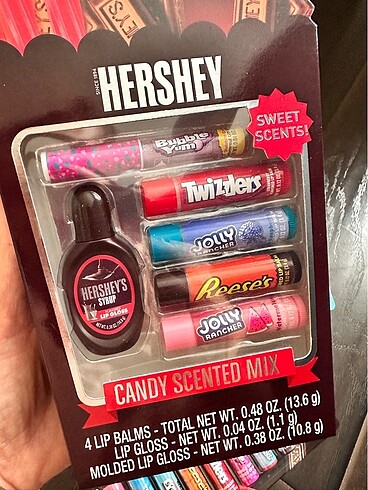 SINCE 1894
HERSHEY
SWEET
SCENTS!
Bubble
Yum
Twizzlers
JOLLY
RANCHER
HERSHEY'S
SYRUP
LIP GLOSS
Reese's
JOLLY
RANCHER
CANDY SCENTED MIX
4 LIP BALMS - TOTAL NET WT. 0.48 OZ. (13.6 g)
LIP GLOSS - NET WT. 0.04 OZ. (1.1 g)
MOLDED LIP GLOSS - NET WT. 0.38 OZ. (10.8 g)